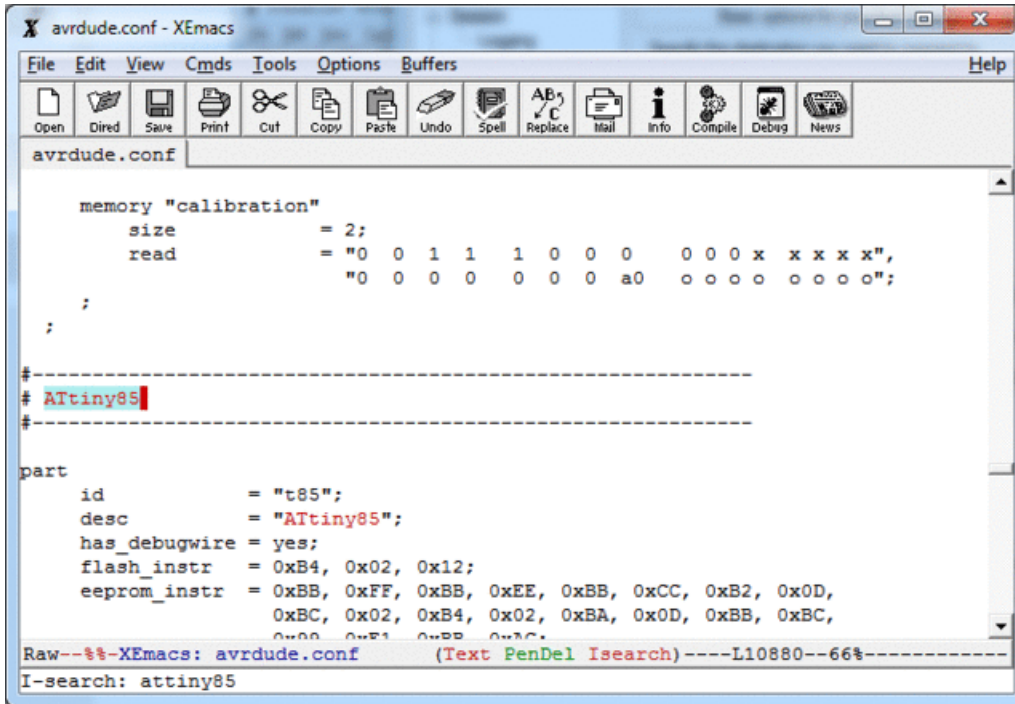 avrdude.conf - XEmacs
File Edit View Cmds Tools Options Buffers Help
Open Dired Save Print Cut Copy Paste Undo Spell Replace Mail Info Compile Debug News
avrdude.conf
memory "calibration"
size = 2;
read = "0 0 1 1 1 0 0 0 0 0 0 x x x x x",
"0 0 0 0 0 0 0 a0 o o o o o o o o";
;
;
#------------------------------------------------------------
# ATtiny85
#------------------------------------------------------------
part
id = "t85";
desc = "ATtiny85";
has_debugwire = yes;
flash_instr = 0xB4, 0x02, 0x12;
eeprom_instr = 0xBB, 0xFF, 0xBB, 0xEE, 0xBB, 0xCC, 0xB2, 0x0D,
0xBC, 0x02, 0xB4, 0x02, 0xBA, 0x0D, 0xBB, 0xBC,
0x99, 0xE1, 0xBB, 0xAC;
Raw--%%-XEmacs: avrdude.conf (Text PenDel Isearch)----L10880--66%------------
I-search: attiny85